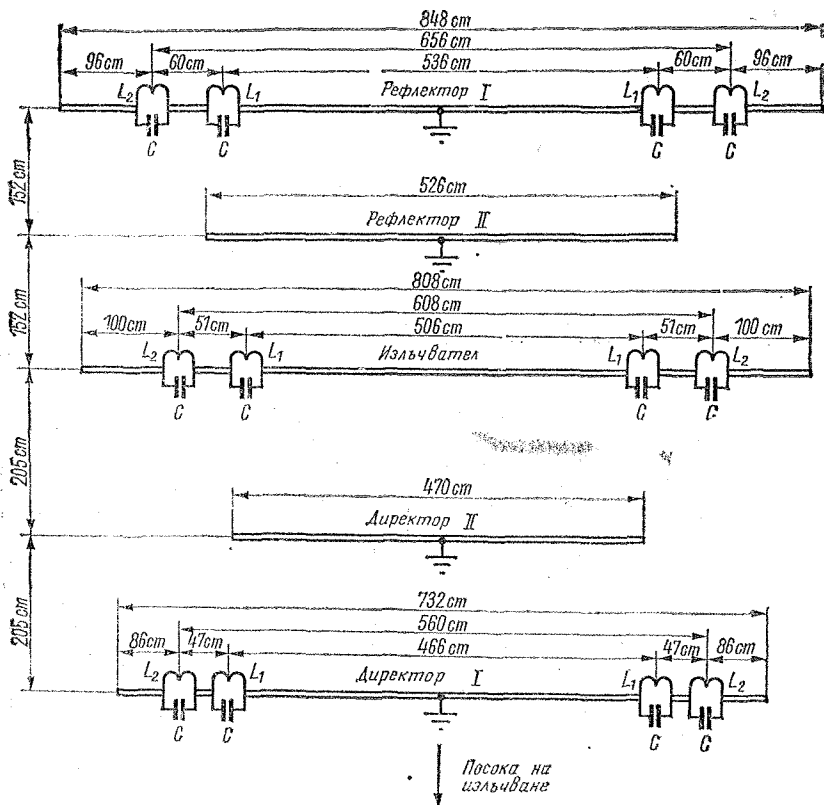 848 cm
656 cm
96 cm 60 cm 536 cm 60 cm 96 cm
L₂ L₁ Рефлектор I L₁ L₂
C C C C
152 cm
526 cm
Рефлектор II
152 cm
808 cm
608 cm
100 cm 51 cm 506 cm 51 cm 100 cm
L₂ L₁ Излъчвател L₁ L₂
C C C C
205 cm
470 cm
Директор II
205 cm
732 cm
560 cm
86 cm 47 cm 466 cm 47 cm 86 cm
L₂ L₁ Директор I L₁ L₂
C C C C
Посока на
излъчване